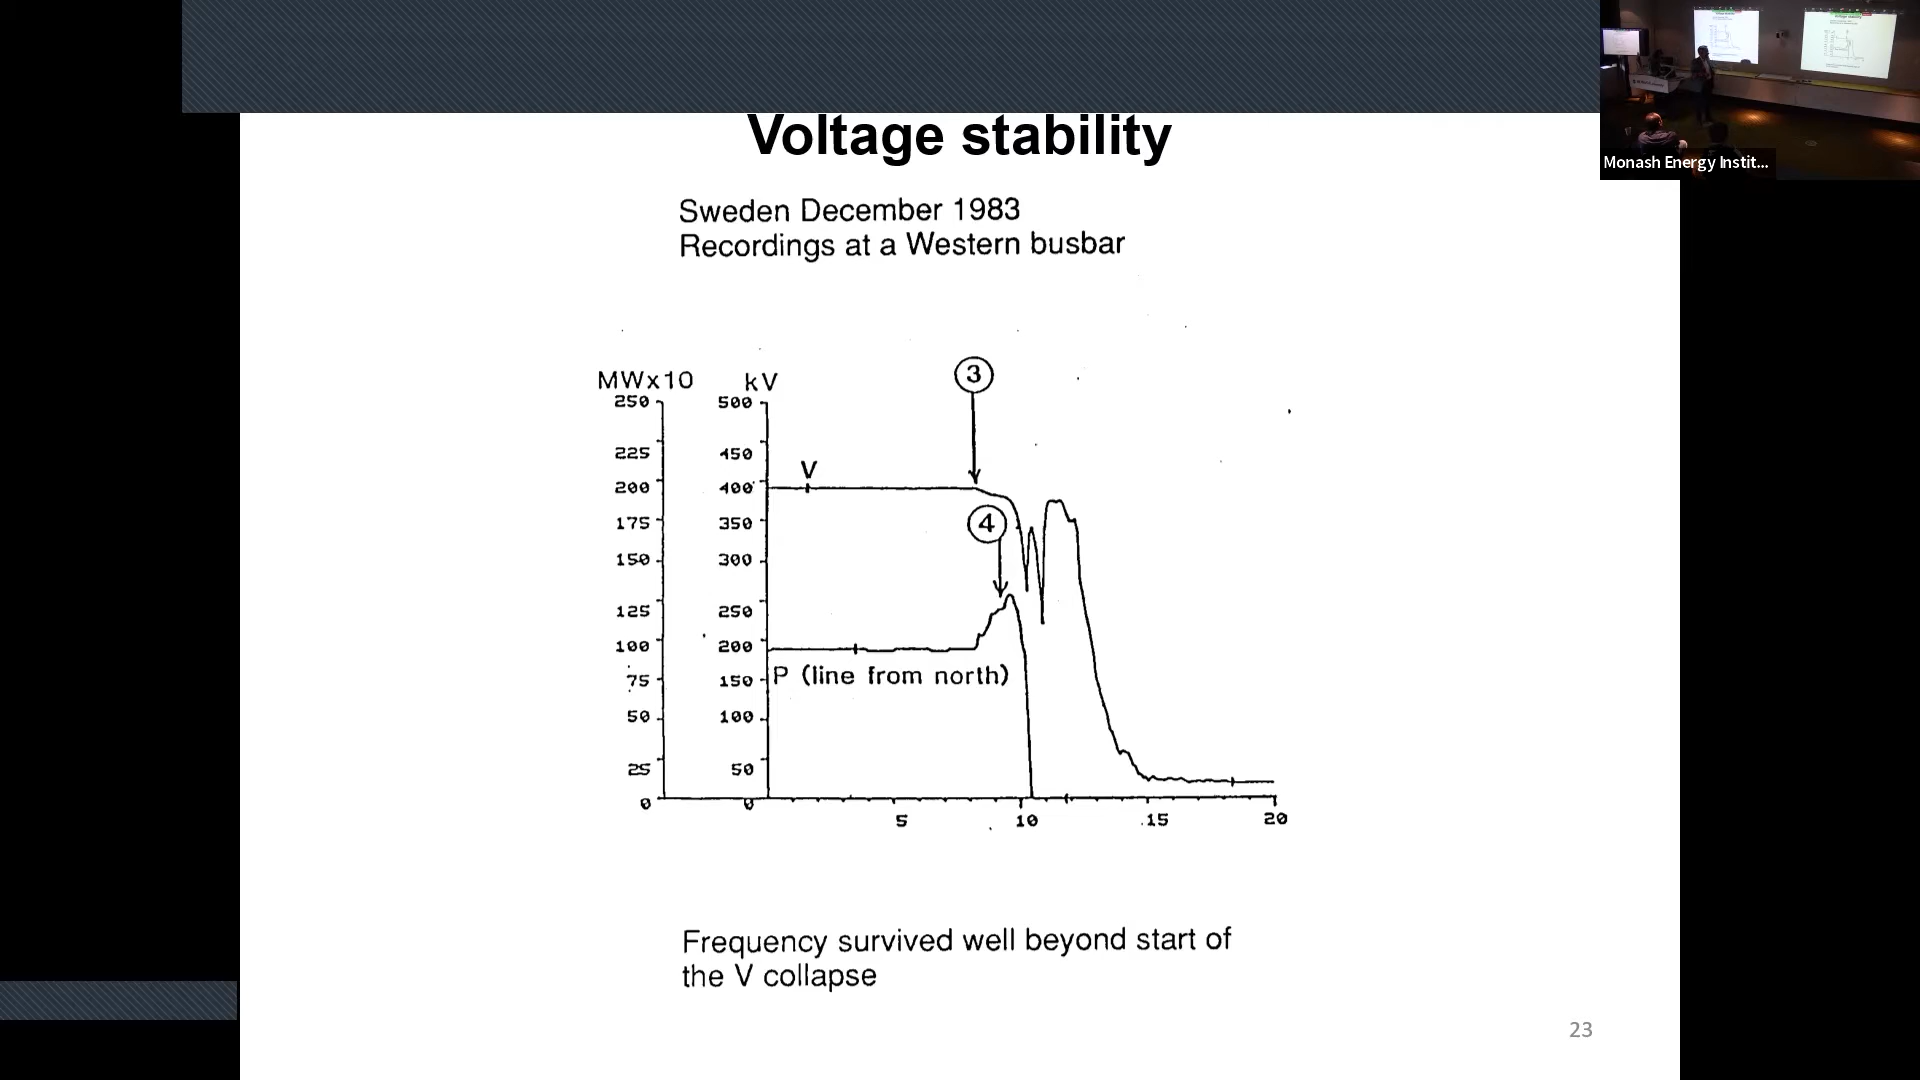 Voltage stability
Monash Energy Instit...
Sweden December 1983
Recordings at a Western busbar
MWx10
kV
3
250
500
225
450
V
200
400
4
175
350
150
300
125
250
100
200
P (line from north)
75
150
50
100
25
50
0
0
5
10
15
20
Frequency survived well beyond start of
the V collapse
23